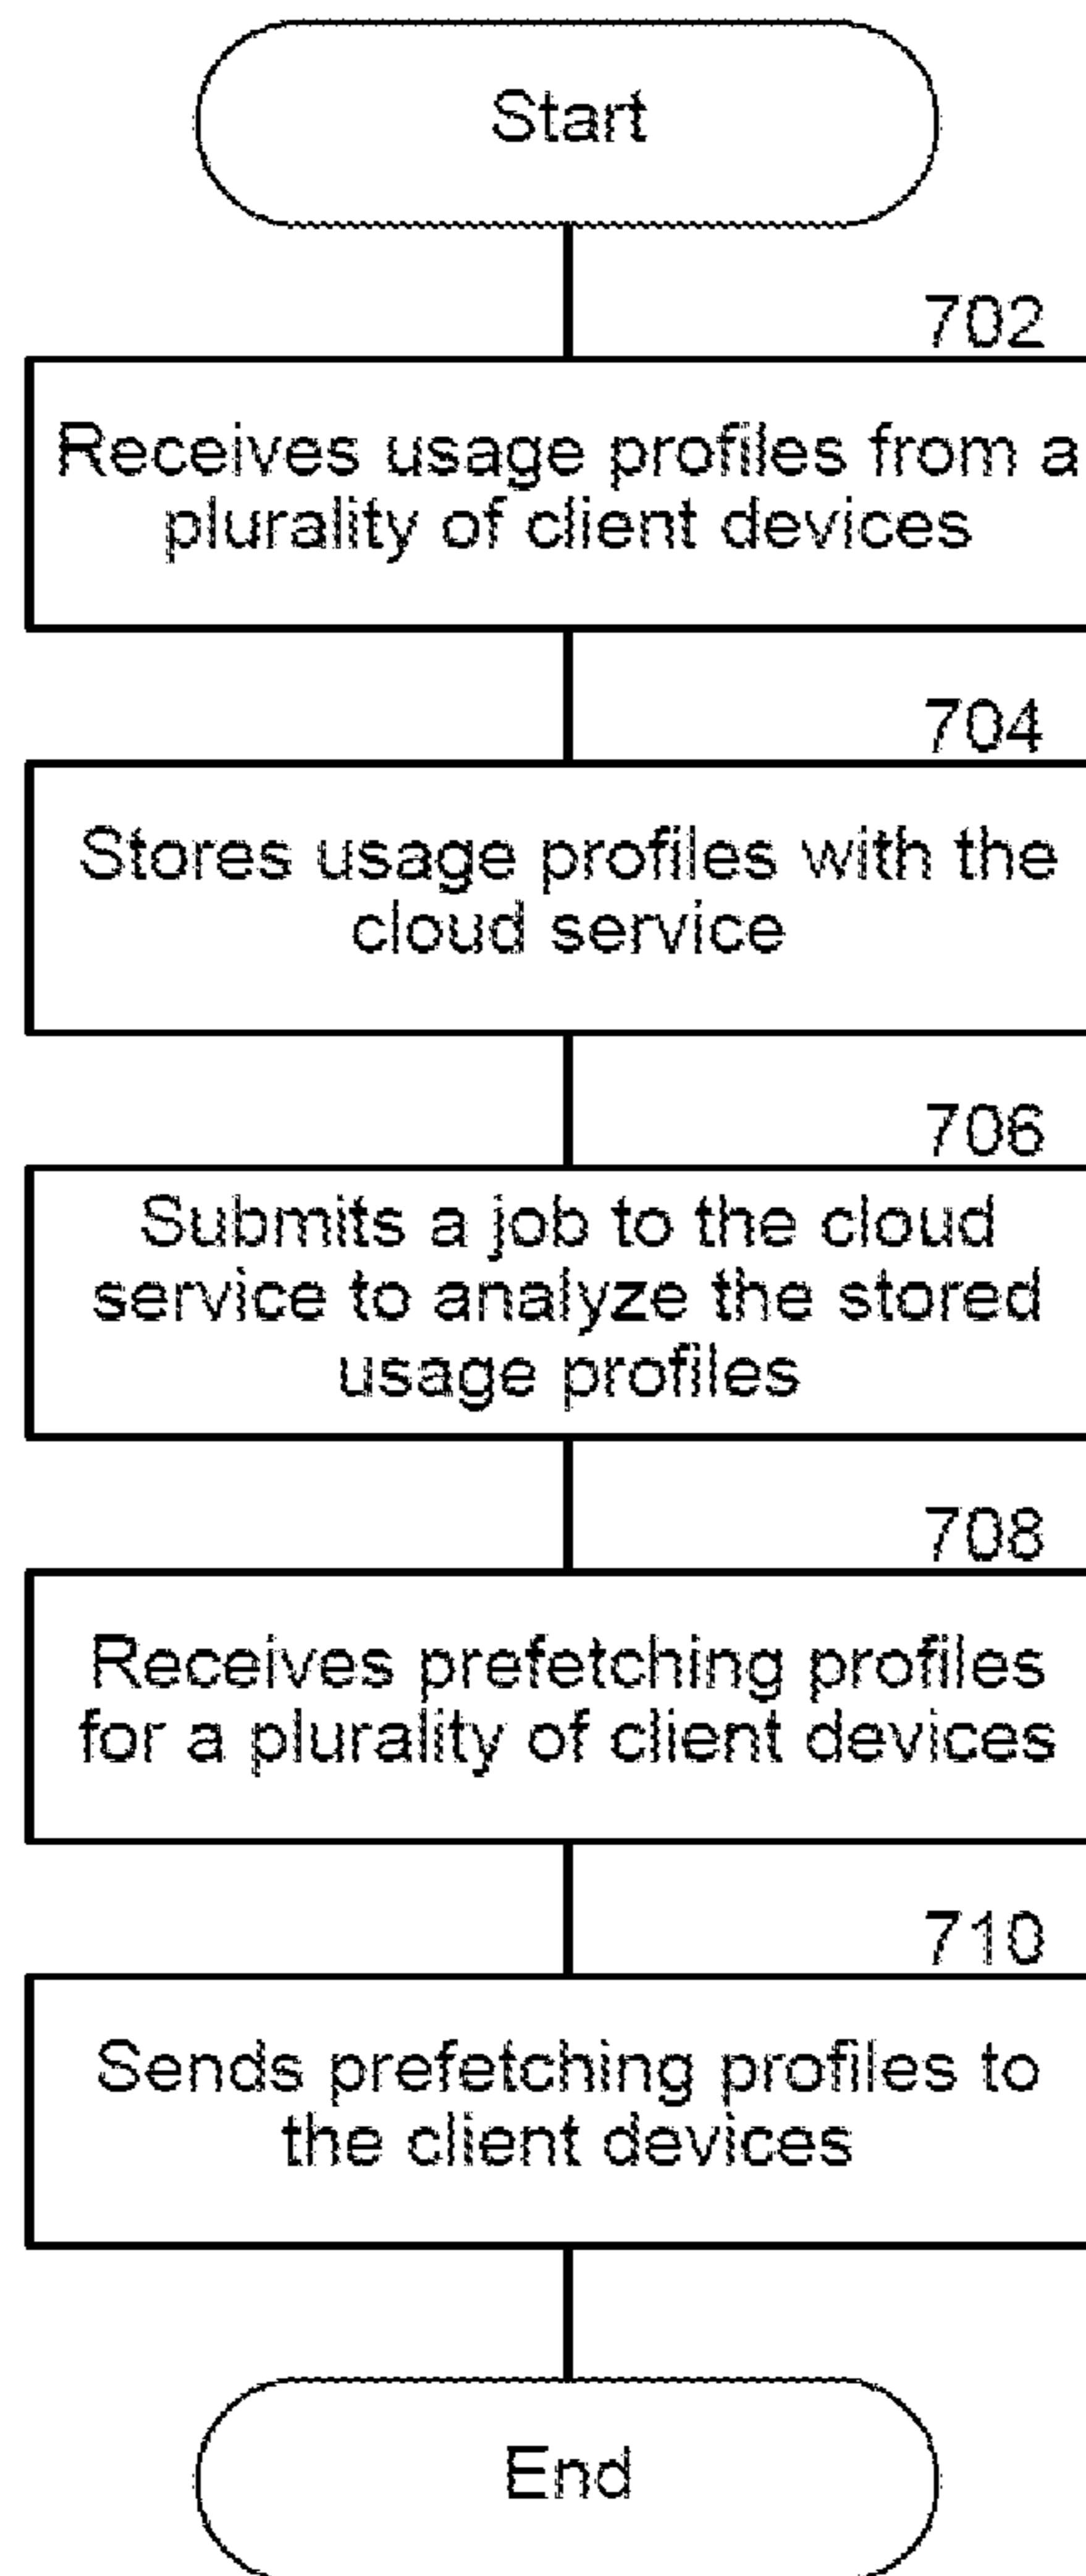 Start
702
Receives usage profiles from a
plurality of client devices
704
Stores usage profiles with the
cloud service
706
Submits a job to the cloud
service to analyze the stored
usage profiles
708
Receives prefetching profiles
for a plurality of client devices
710
Sends prefetching profiles to
the client devices
End